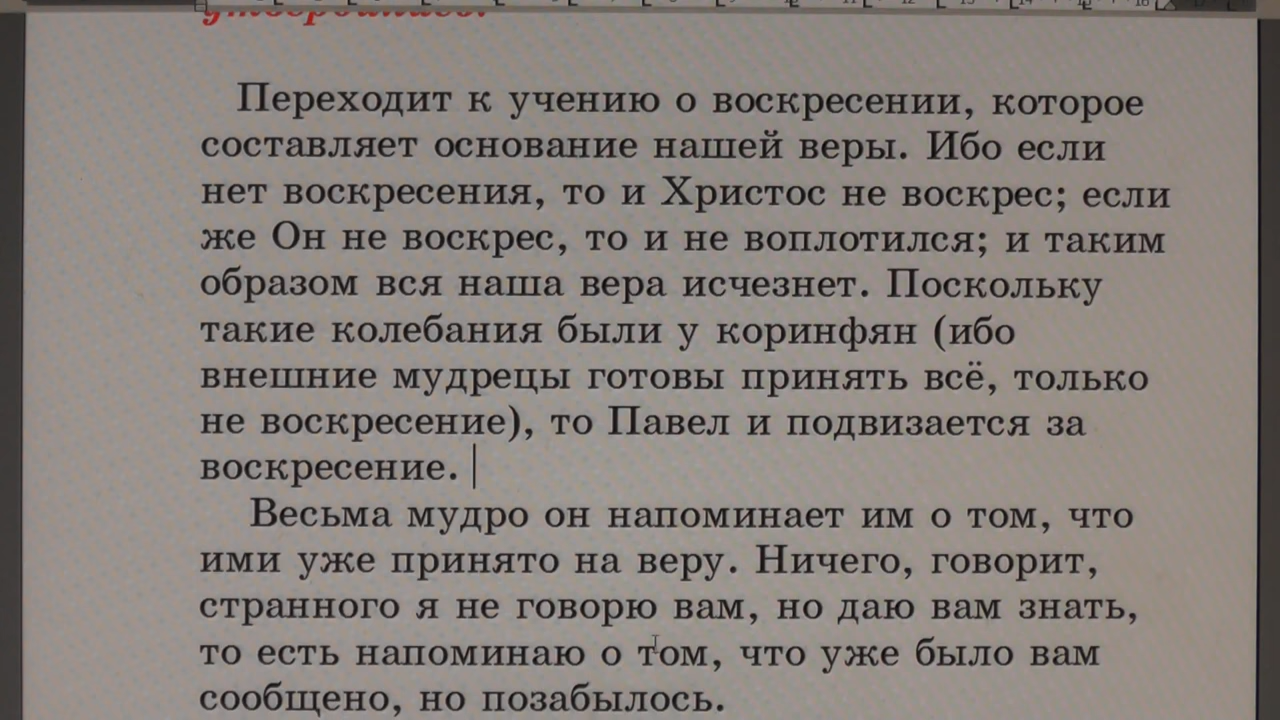 Переходит к учению о воскресении, которое
составляет основание нашей веры. Ибо если
нет воскресения, то и Христос не воскрес; если
же Он не воскрес, то и не воплотился; и таким
образом вся наша вера исчезнет. Поскольку
такие колебания были у коринфян (ибо
внешние мудрецы готовы принять всё, только
не воскресение), то Павел и подвизается за
воскресение.
Весьма мудро он напоминает им о том, что
ими уже принято на веру. Ничего, говорит,
странного я не говорю вам, но даю вам знать,
то есть напоминаю о том, что уже было вам
сообщено, но позабылось.